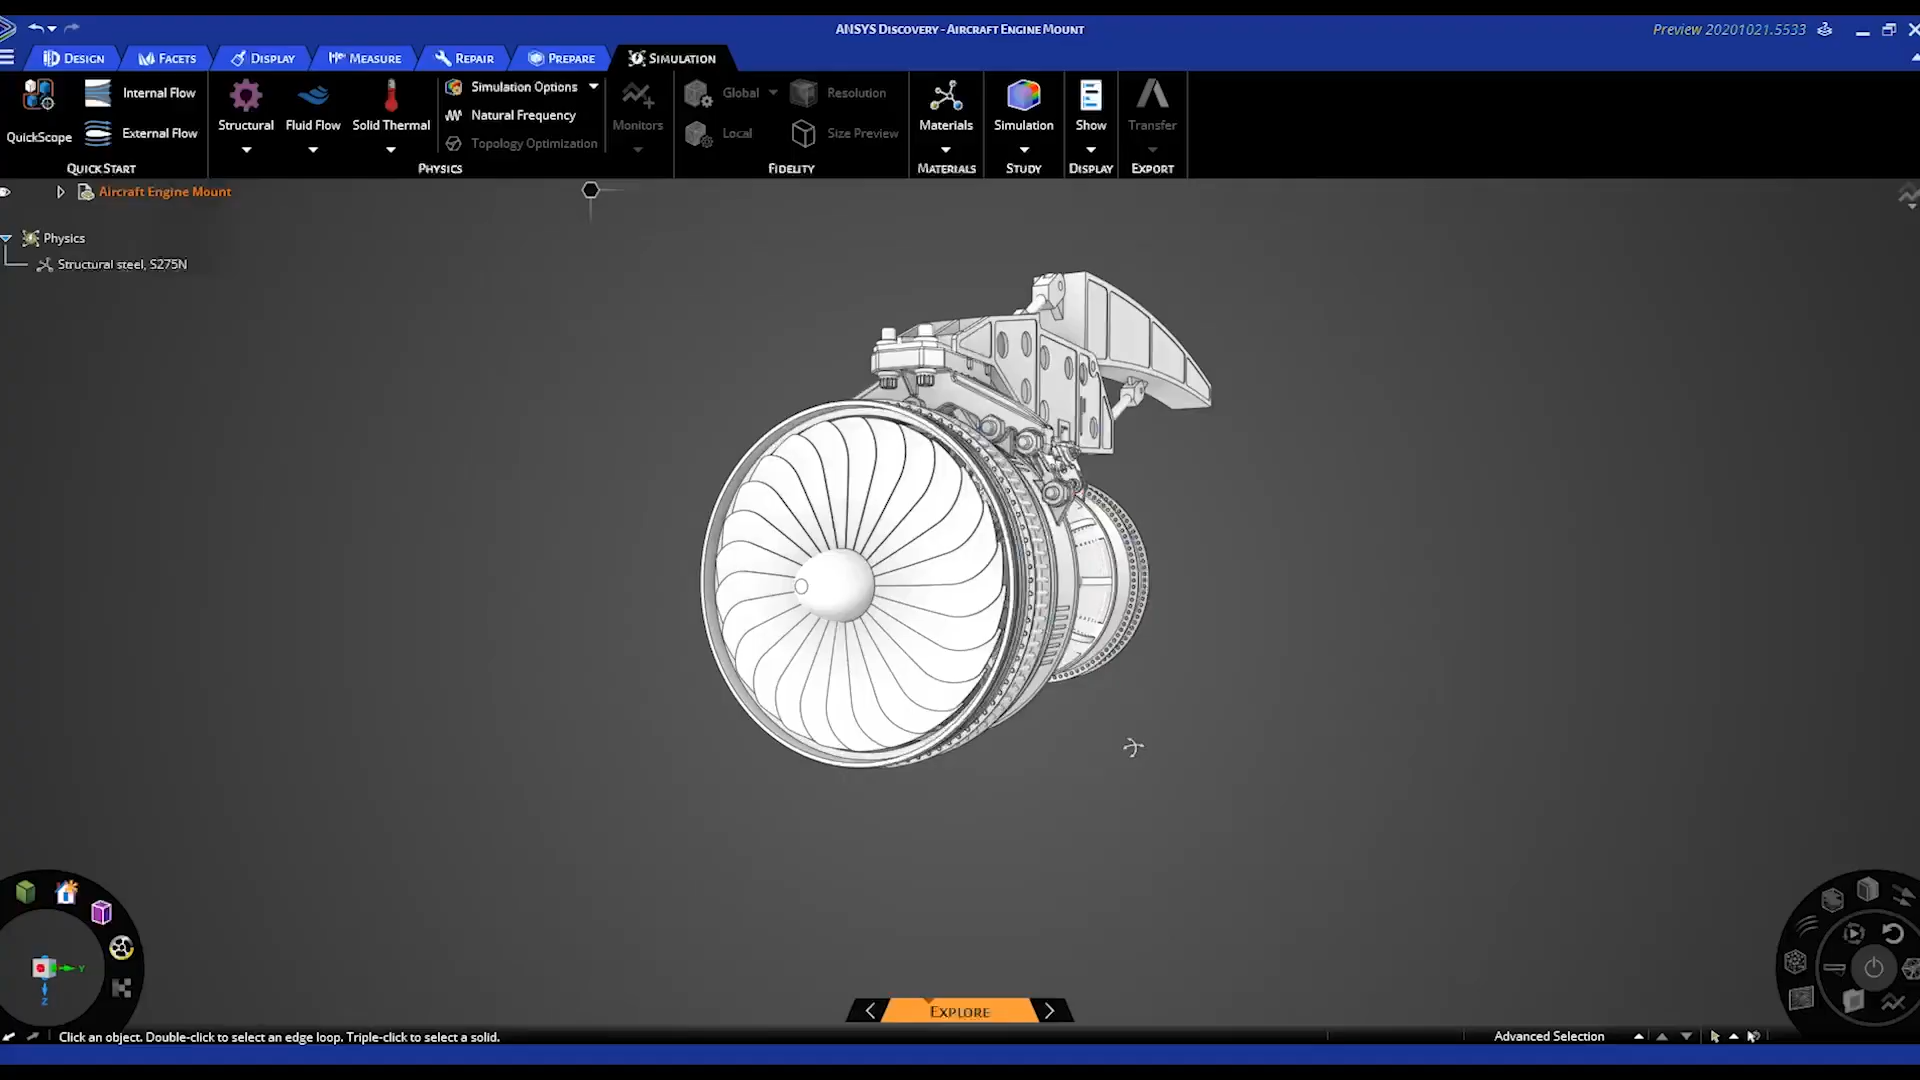 ANSYS DISCOVERY - AIRCRAFT ENGINE MOUNT
Preview 20201021.5533
DESIGN
FACETS
DISPLAY
MEASURE
REPAIR
PREPARE
SIMULATION
QuickScope
Internal Flow
External Flow
QUICK START
Structural
Fluid Flow
Solid Thermal
Simulation Options
Natural Frequency
Topology Optimization
PHYSICS
Monitors
Global
Local
Resolution
Size Preview
FIDELITY
Materials
MATERIALS
Simulation
STUDY
Show
DISPLAY
Transfer
EXPORT
Aircraft Engine Mount
Physics
Structural steel, S275N
Y
Z
EXPLORE
Click an object. Double-click to select an edge loop. Triple-click to select a solid.
Advanced Selection